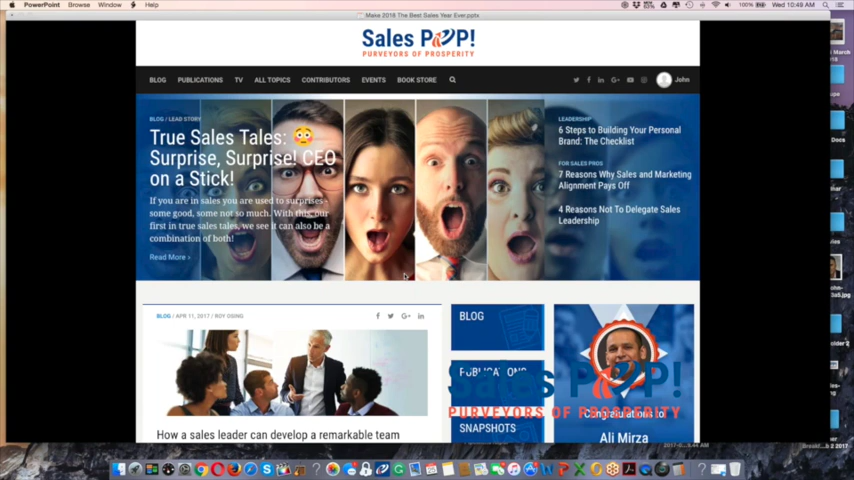 PowerPoint Browse Window Help
100% Wed 10:49 AM
Make 2018 The Best Sales Year Ever.pptx
Sales POP!
PURVEYORS OF PROSPERITY
BLOG PUBLICATIONS TV ALL TOPICS CONTRIBUTORS EVENTS BOOK STORE John
BLOG / LEAD STORY
True Sales Tales: 😳
Surprise, Surprise! CEO
on a Stick!
If you are in sales you are used to surprises -
some good, some not so much. With this, our
first in true sales tales, we see it can also be a
combination of both!
Read More >
LEADERSHIP
6 Steps to Building Your Personal
Brand: The Checklist
FOR SALES PROS
7 Reasons Why Sales and Marketing
Alignment Pays Off
4 Reasons Not To Delegate Sales
Leadership
BLOG / APR 11, 2017 / ROY OSING
How a sales leader can develop a remarkable team
BLOG
PUBLICATIONS
SNAPSHOTS
Sales POP!
PURVEYORS OF PROSPERITY
Congratulations to
Ali Mirza
March
Docs